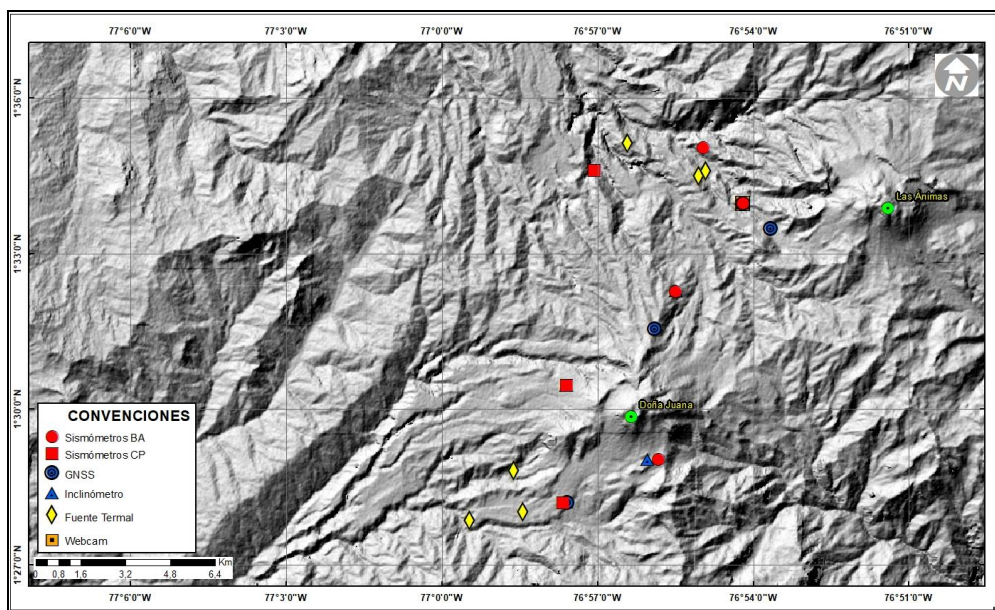 77°6'0"W 77°3'0"W 77°0'0"W 76°57'0"W 76°54'0"W 76°51'0"W
N
1°36'0"N
Las Ánimas
1°33'0"N
1°30'0"N
Doña Juana
CONVENCIONES
Sismómetros BA
Sismómetros CP
GNSS
Inclinómetro
Fuente Termal
Webcam
Km
0 0.8 1.6 3.2 4.8 6.4
1°27'0"N
77°6'0"W 77°3'0"W 77°0'0"W 76°57'0"W 76°54'0"W 76°51'0"W